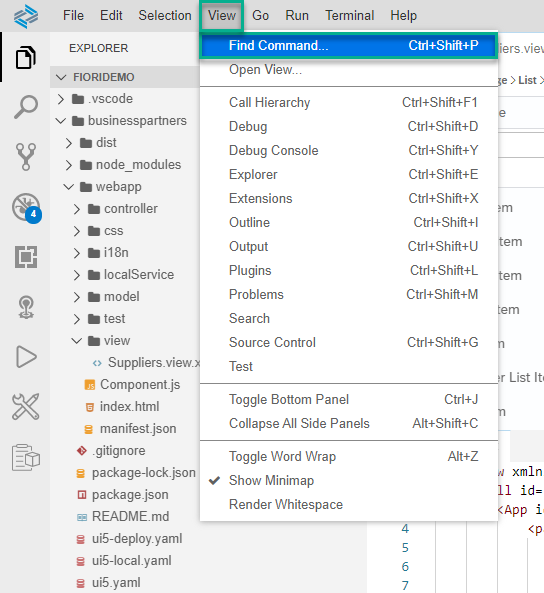 File Edit Selection View Go Run Terminal Help
EXPLORER
FIORIDEMO
.vscode
businesspartners
dist
node_modules
webapp
controller
css
i18n
localService
model
test
view
Suppliers.view.x
Component.js
index.html
manifest.json
.gitignore
package-lock.json
package.json
README.md
ui5-deploy.yaml
ui5-local.yaml
ui5.yaml
4
Find Command... Ctrl+Shift+P
Open View...
Call Hierarchy Ctrl+Shift+F1
Debug Ctrl+Shift+D
Debug Console Ctrl+Shift+Y
Explorer Ctrl+Shift+E
Extensions Ctrl+Shift+X
Outline Ctrl+Shift+I
Output Ctrl+Shift+U
Plugins Ctrl+Shift+L
Problems Ctrl+Shift+M
Search
Source Control Ctrl+Shift+G
Test
Toggle Bottom Panel Ctrl+J
Collapse All Side Panels Alt+Shift+C
Toggle Word Wrap Alt+Z
Show Minimap
Render Whitespace
liers.view.
ge > List >
e
tem
tem
tem
tem
tem
er List Ite
m
w xmln
ll id=
<App id
4 <p
5
6
7